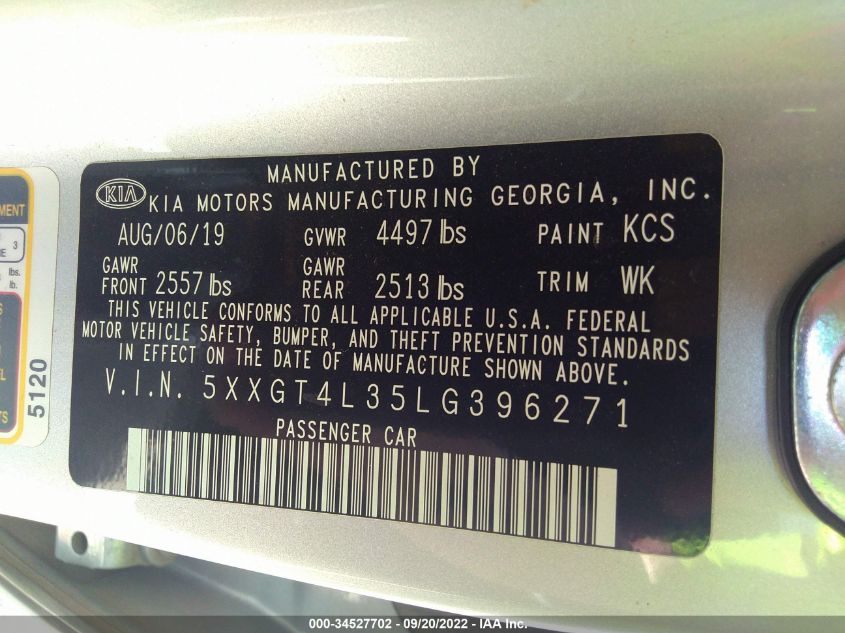 MANUFACTURED BY
KIA KIA MOTORS MANUFACTURING GEORGIA, INC.
AUG/06/19 GVWR 4497 lbs PAINT KCS
GAWR FRONT 2557 lbs GAWR REAR 2513 lbs TRIM WK
THIS VEHICLE CONFORMS TO ALL APPLICABLE U.S.A. FEDERAL
MOTOR VEHICLE SAFETY, BUMPER, AND THEFT PREVENTION STANDARDS
IN EFFECT ON THE DATE OF MANUFACTURE SHOWN ABOVE.
V.I.N. 5XXGT4L35LG396271
PASSENGER CAR
3
lbs.
lb.
5120
000-34527702 - 09/20/2022 - IAA Inc.